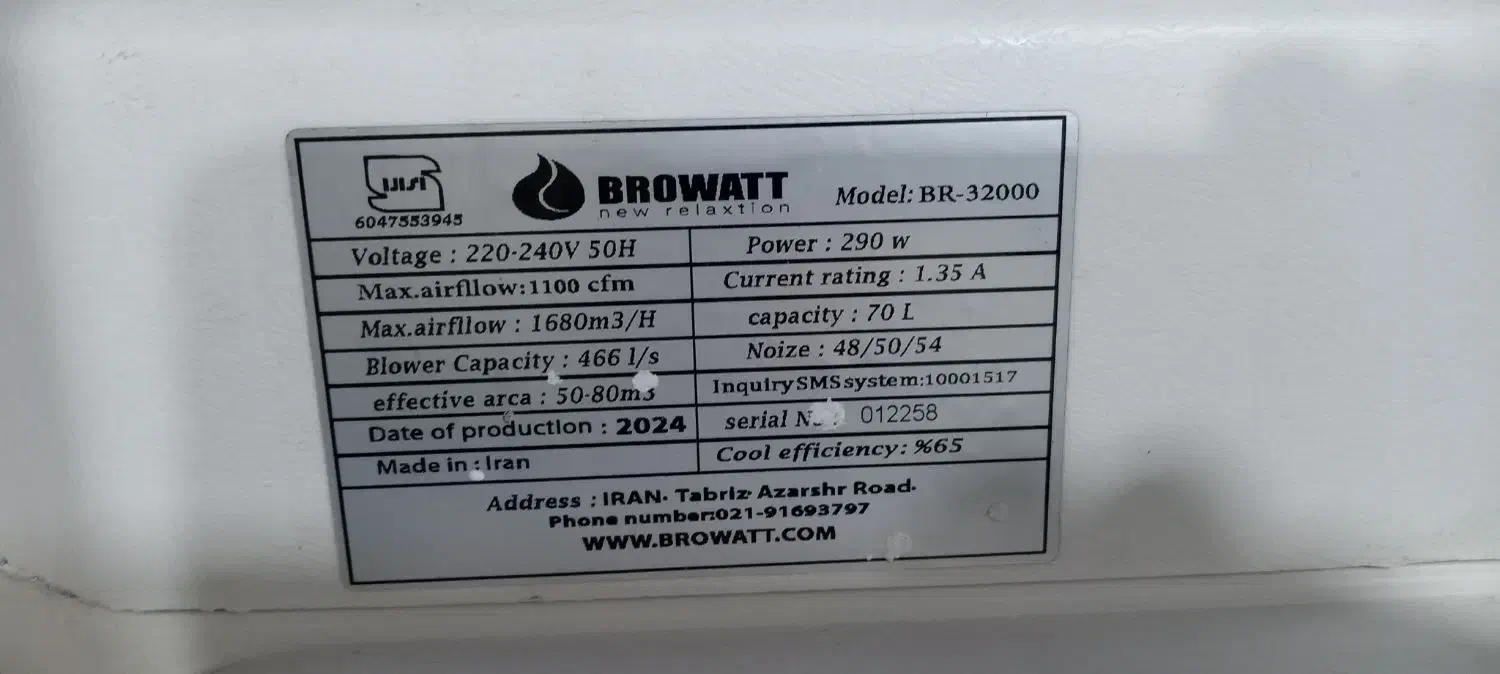 6047553945
BROWATT
new relaxtion
Model: BR-32000
Voltage : 220-240V 50H
Power : 290 w
Max.airfllow:1100 cfm
Current rating : 1.35 A
Max.airfllow : 1680m3/H
capacity : 70 L
Blower Capacity : 466 l/s
Noize : 48/50/54
effective arca : 50-80m3
InquirySMSsystem:10001517
Date of production : 2024
serial No : 012258
Made in : Iran
Cool efficiency: %65
Address : IRAN. Tabriz. Azarshr Road.
Phone number:021-91693797
WWW.BROWATT.COM